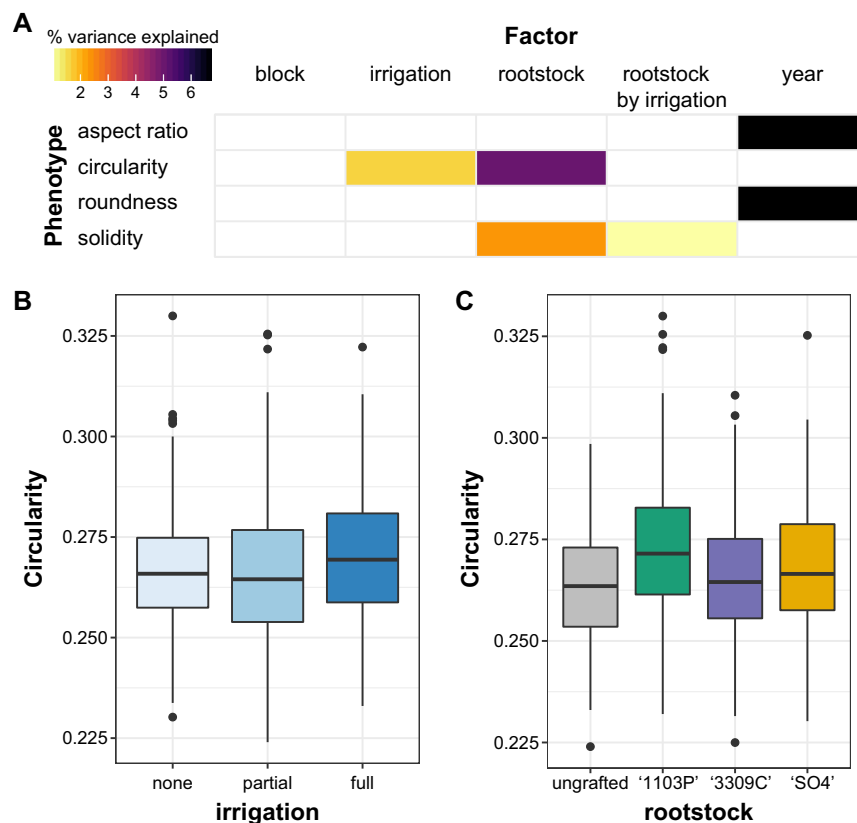 A
% variance explained
2 3 4 5 6
Factor
block irrigation rootstock rootstock by irrigation year
Phenotype
aspect ratio
circularity
roundness
solidity
B
Circularity
0.325
0.300
0.275
0.250
0.225
none partial full
irrigation
C
Circularity
0.325
0.300
0.275
0.250
0.225
ungrafted ‘1103P’ ‘3309C’ ‘SO4’
rootstock